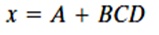 x = A + BCD